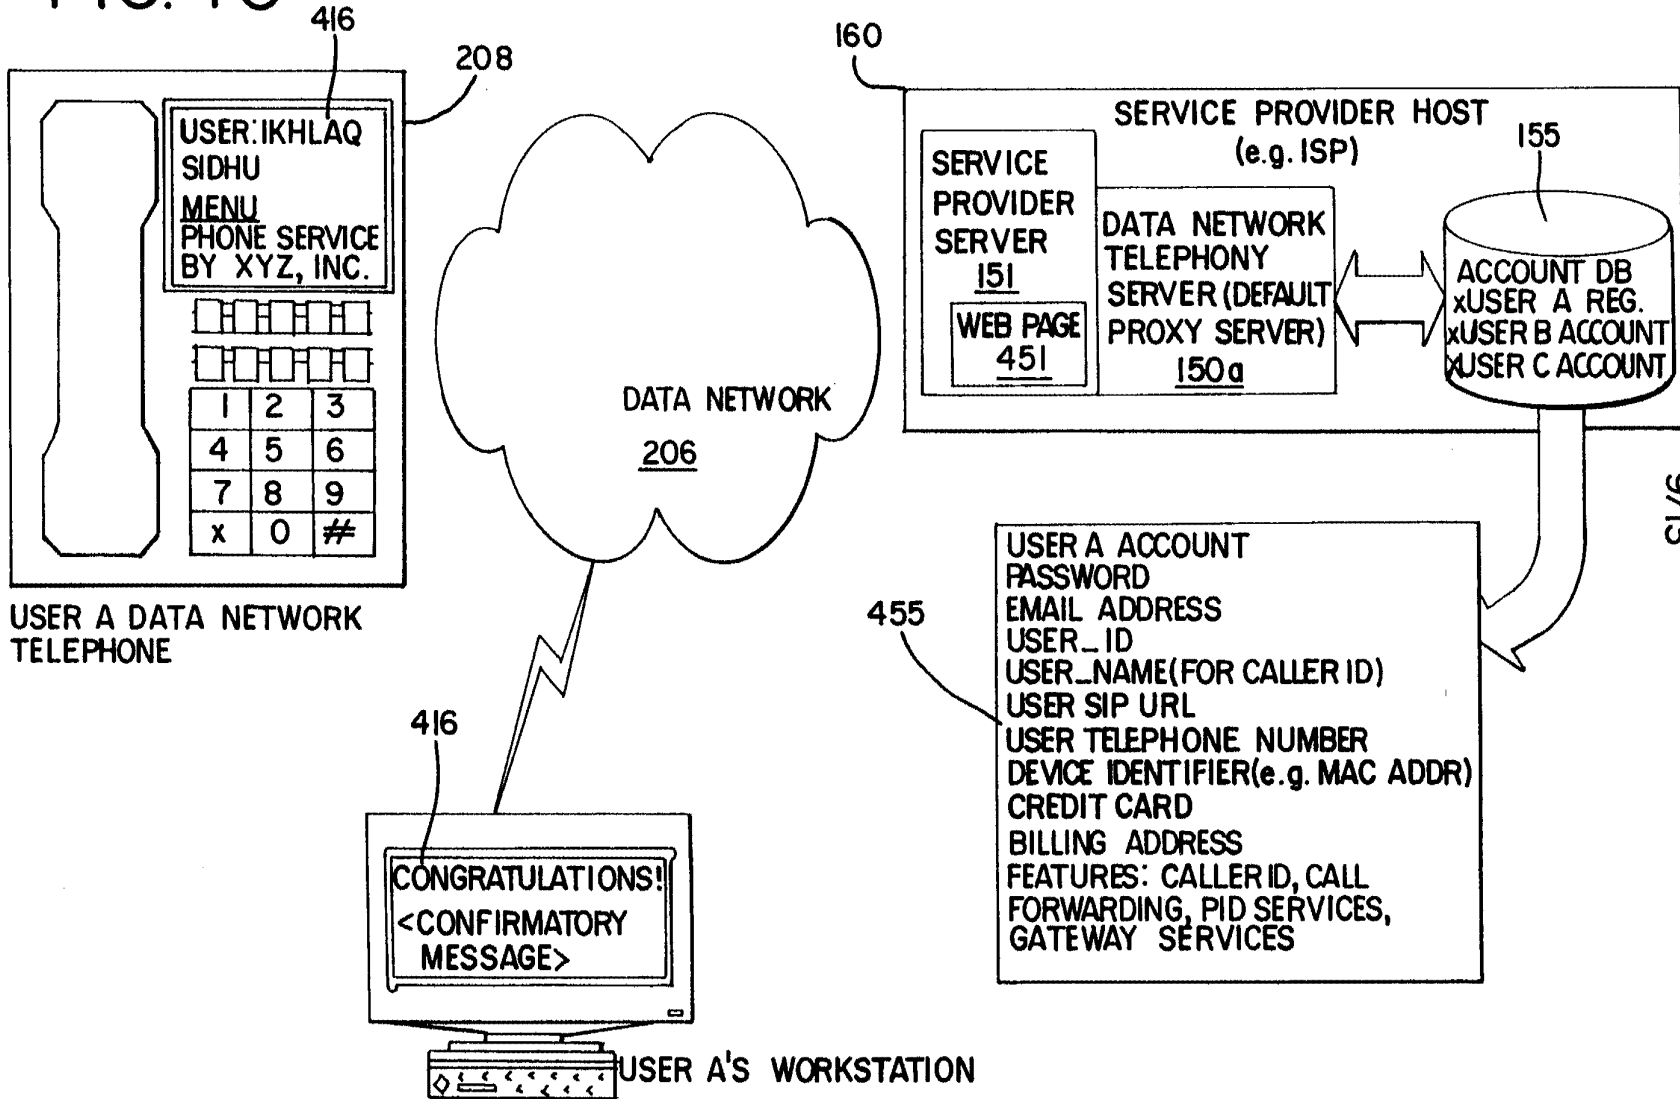 416
208
USER:IKHLAQ
SIDHU
MENU
PHONE SERVICE
BY XYZ, INC.
1 2 3
4 5 6
7 8 9
x 0 #
USER A DATA NETWORK
TELEPHONE
DATA NETWORK
206
160
SERVICE PROVIDER HOST
(e.g. ISP)
155
SERVICE
PROVIDER
SERVER
151
WEB PAGE
451
DATA NETWORK
TELEPHONY
SERVER (DEFAULT
PROXY SERVER)
150a
ACCOUNT DB
xUSER A REG.
xUSER B ACCOUNT
xUSER C ACCOUNT
9/15
455
USER A ACCOUNT
PASSWORD
EMAIL ADDRESS
USER_ID
USER_NAME(FOR CALLER ID)
USER SIP URL
USER TELEPHONE NUMBER
DEVICE IDENTIFIER(e.g. MAC ADDR)
CREDIT CARD
BILLING ADDRESS
FEATURES: CALLER ID, CALL
FORWARDING, PID SERVICES,
GATEWAY SERVICES
416
CONGRATULATIONS!
<CONFIRMATORY
MESSAGE>
USER A'S WORKSTATION